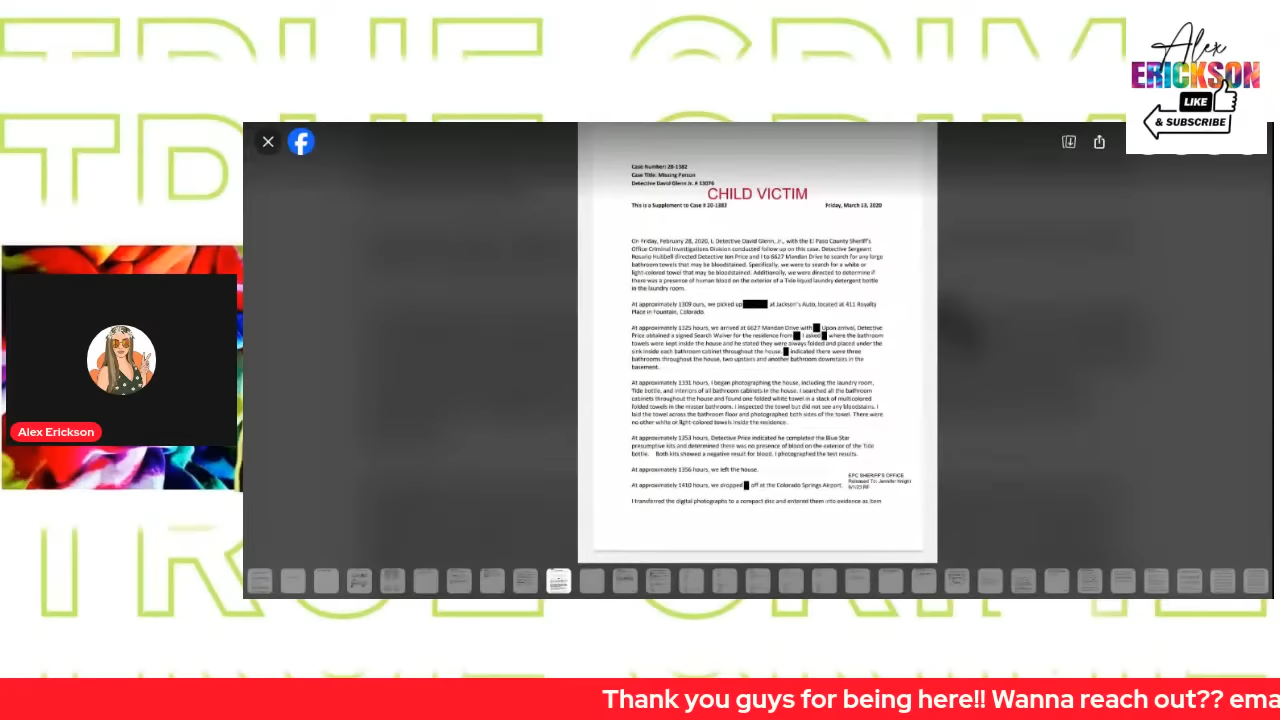 TRUE CRIME
Alex
ERICKSON
LIKE
& SUBSCRIBE
Case Number: 20-1382
Case Title: Missing Person
Detective David Glenn Jr. # 13076
CHILD VICTIM
This is a Supplement to Case # 20-1382 Friday, March 13, 2020
On Friday, February 28, 2020, I, Detective David Glenn, Jr., with the El Paso County Sheriff's
Office Criminal Investigations Division conducted follow up on this case. Detective Sergeant
Rosario Hubbell directed Detective Jon Price and I to 6627 Mandan Drive to search for any large
bathroom towels that may be bloodstained. Specifically, we were to search for a white or
light-colored towel that may be bloodstained. Additionally, we were directed to determine if
there was a presence of human blood on the exterior of a Tide liquid laundry detergent bottle
in the laundry room.
At approximately 1309 ours, we picked up at Jackson's Auto, located at 411 Royalty
Place in Fountain, Colorado.
At approximately 1325 hours, we arrived at 6627 Mandan Drive with Upon arrival, Detective
Price obtained a signed Search Waiver for the residence from I asked where the bathroom
towels were kept inside the house and he stated they were always folded and placed under the
sink inside each bathroom cabinet throughout the house. indicated there were three
bathrooms throughout the house, two upstairs and another bathroom downstairs in the
basement.
At approximately 1331 hours, I began photographing the house, including the laundry room,
Tide bottle, and interiors of all bathroom cabinets in the house. I searched all the bathroom
cabinets throughout the house and found one folded white towel in a stack of multicolored
folded towels in the master bathroom. I inspected the towel but did not see any bloodstains. I
laid the towel across the bathroom floor and photographed both sides of the towel. There were
no other white or light-colored towels inside the residence.
At approximately 1353 hours, Detective Price indicated he completed the Blue Star
presumptive kits and determined there was no presence of blood on the exterior of the Tide
bottle. Both kits showed a negative result for blood. I photographed the test results.
At approximately 1356 hours, we left the house.
At approximately 1410 hours, we dropped off at the Colorado Springs Airport.
EPC SHERIFF'S OFFICE
Released To: Jennifer Knight
I transferred the digital photographs to a compact disc and entered them into evidence as item
Alex Erickson
Thank you guys for being here!! Wanna reach out?? ema